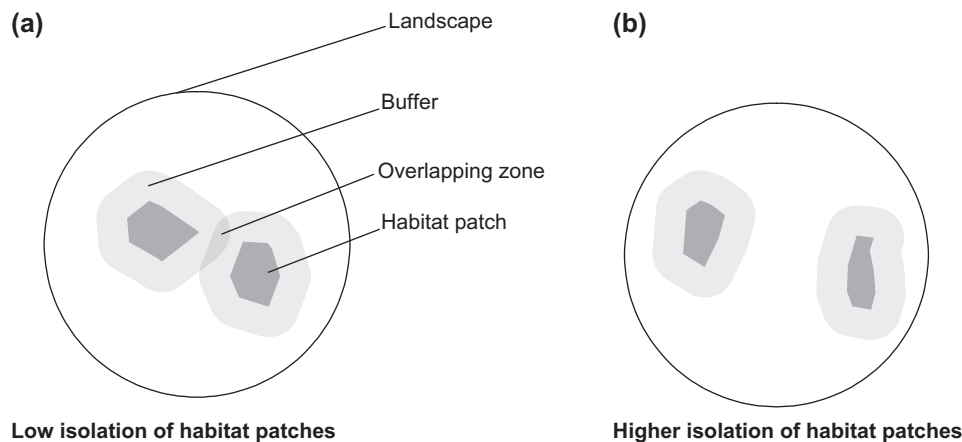 (a)
Landscape
Buffer
Overlapping zone
Habitat patch
Low isolation of habitat patches
(b)
Higher isolation of habitat patches